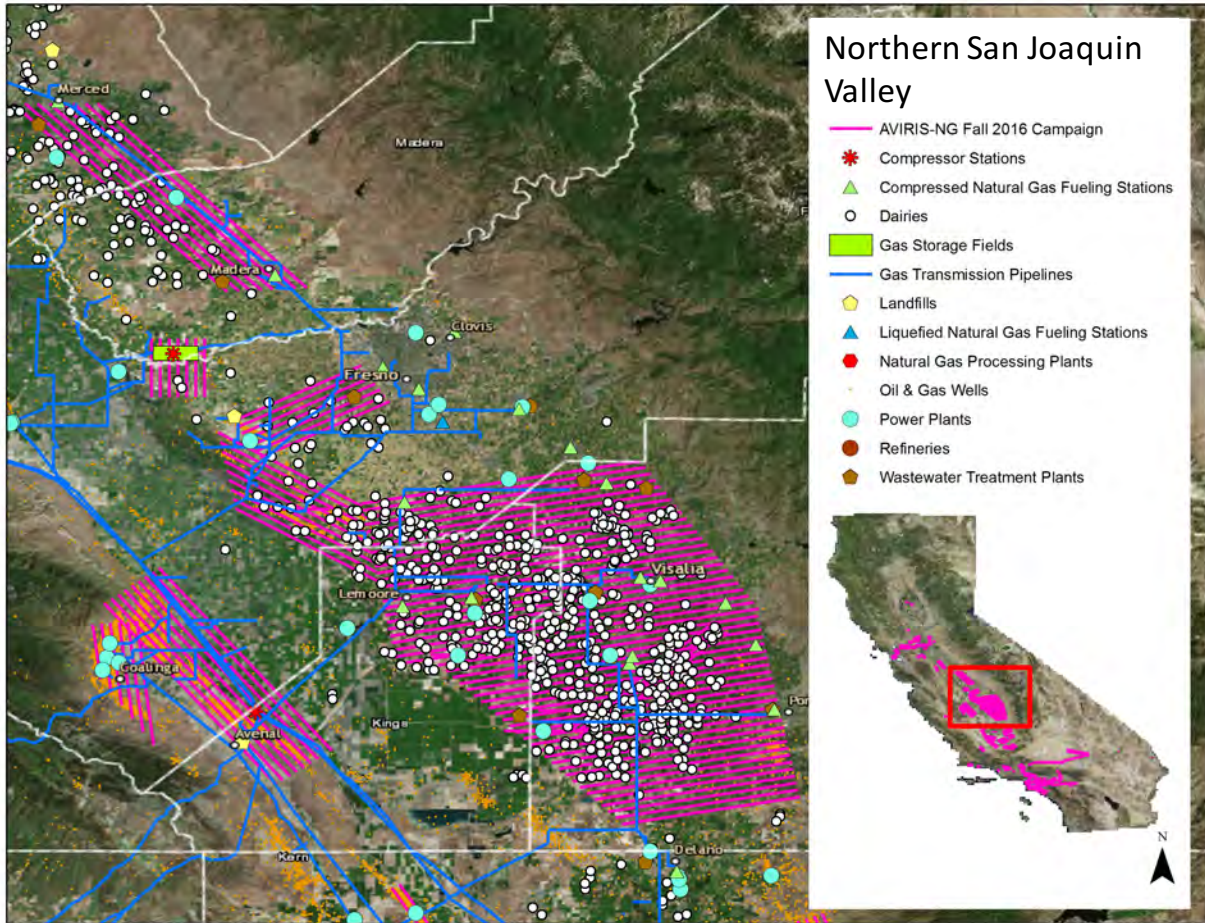 Northern San Joaquin
Valley
AVIRIS-NG Fall 2016 Campaign
Compressor Stations
Compressed Natural Gas Fueling Stations
Dairies
Gas Storage Fields
Gas Transmission Pipelines
Landfills
Liquefied Natural Gas Fueling Stations
Natural Gas Processing Plants
Oil & Gas Wells
Power Plants
Refineries
Wastewater Treatment Plants
N
Merced
Madera
Madera
Clovis
Fresno
Visalia
Lemoore
Coalinga
Kings
Avenal
Kern
Delano